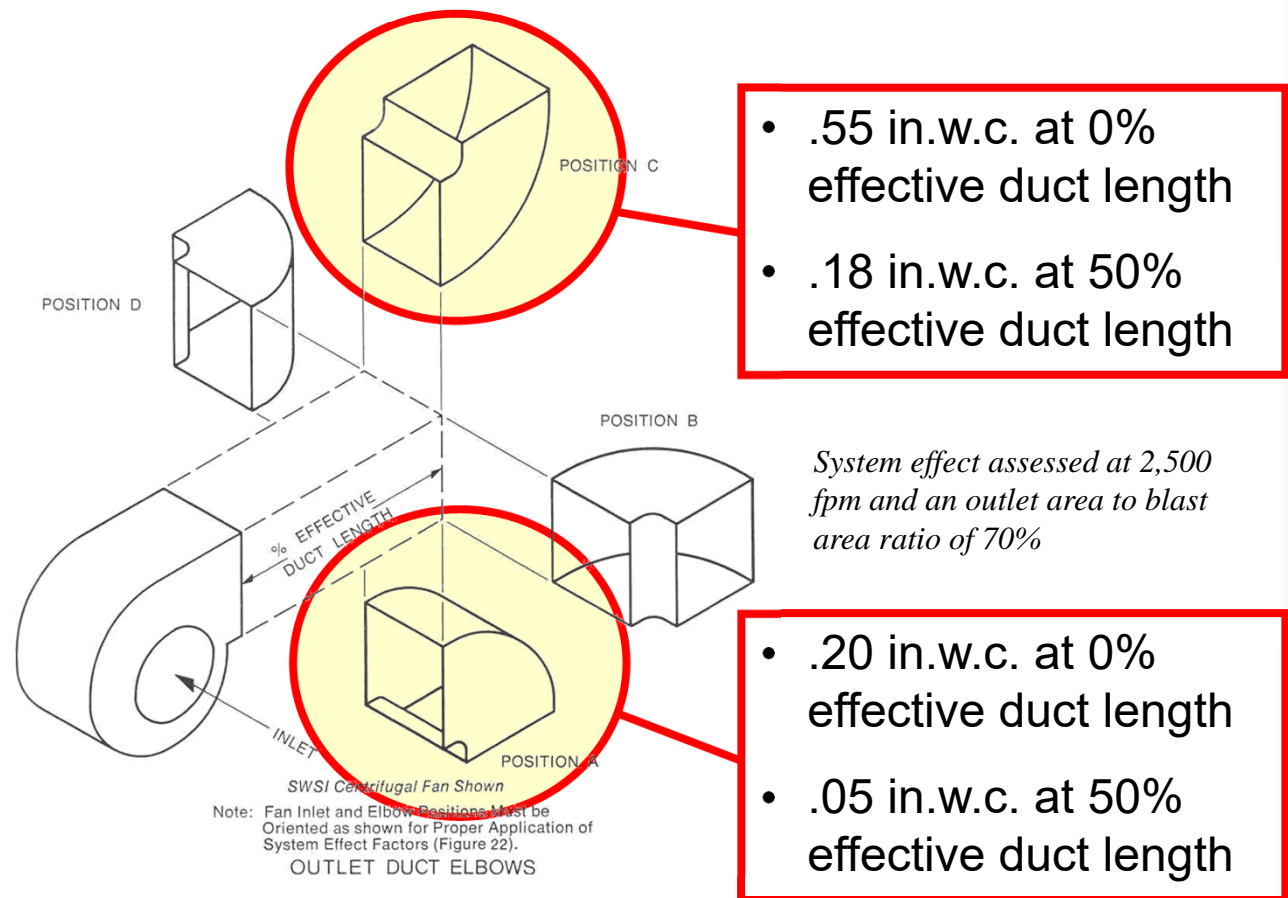 POSITION C
• .55 in.w.c. at 0%
effective duct length
• .18 in.w.c. at 50%
effective duct length
POSITION D
POSITION B
System effect assessed at 2,500
fpm and an outlet area to blast
area ratio of 70%
% EFFECTIVE
DUCT LENGTH
INLET
POSITION A
• .20 in.w.c. at 0%
effective duct length
• .05 in.w.c. at 50%
effective duct length
SWSI Centrifugal Fan Shown
Note: Fan Inlet and Elbow Positions Must be
Oriented as shown for Proper Application of
System Effect Factors (Figure 22).
OUTLET DUCT ELBOWS